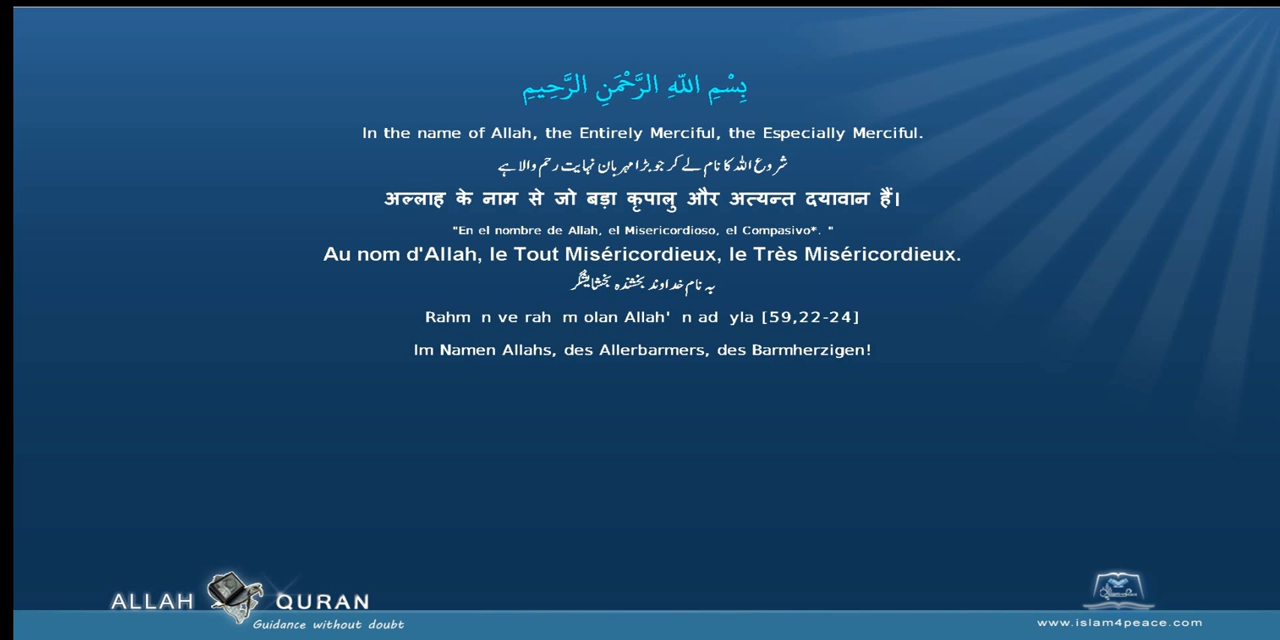 بِسْمِ اللَّهِ الرَّحْمَنِ الرَّحِيمِ
In the name of Allah, the Entirely Merciful, the Especially Merciful.
شروع الله کا نام لے کر جو بڑا مہربان نہایت رحم والا ہے
अल्लाह के नाम से जो बड़ा कृपालु और अत्यन्त दयावान हैं।
"En el nombre de Allah, el Misericordioso, el Compasivo*. "
Au nom d'Allah, le Tout Miséricordieux, le Très Miséricordieux.
به نام خداوند بخشنده بخشایشگر
Rahm n ve rah m olan Allah' n ad yla [59,22-24]
Im Namen Allahs, des Allerbarmers, des Barmherzigen!
ALLAH QURAN
Guidance without doubt
www.islam4peace.com